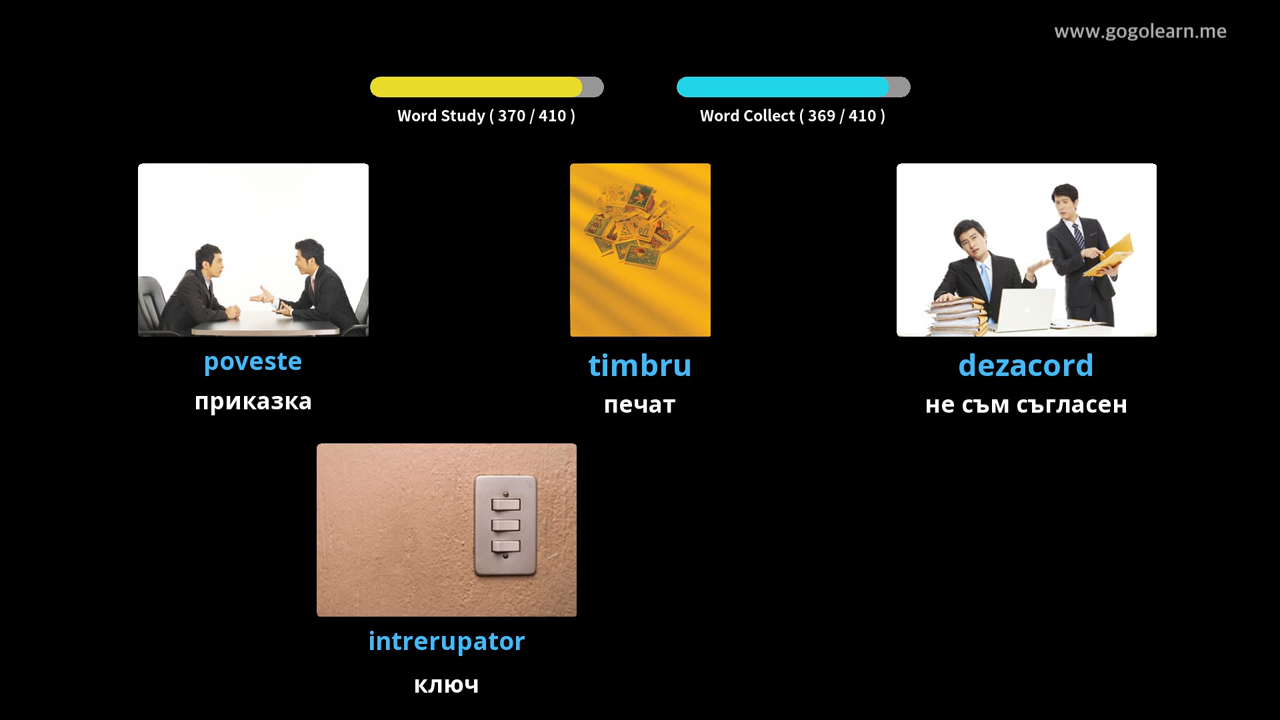 www.gogolearn.me
Word Study ( 370 / 410 )
Word Collect ( 369 / 410 )
poveste
приказка
timbru
печат
dezacord
не съм съгласен
intrerupator
ключ